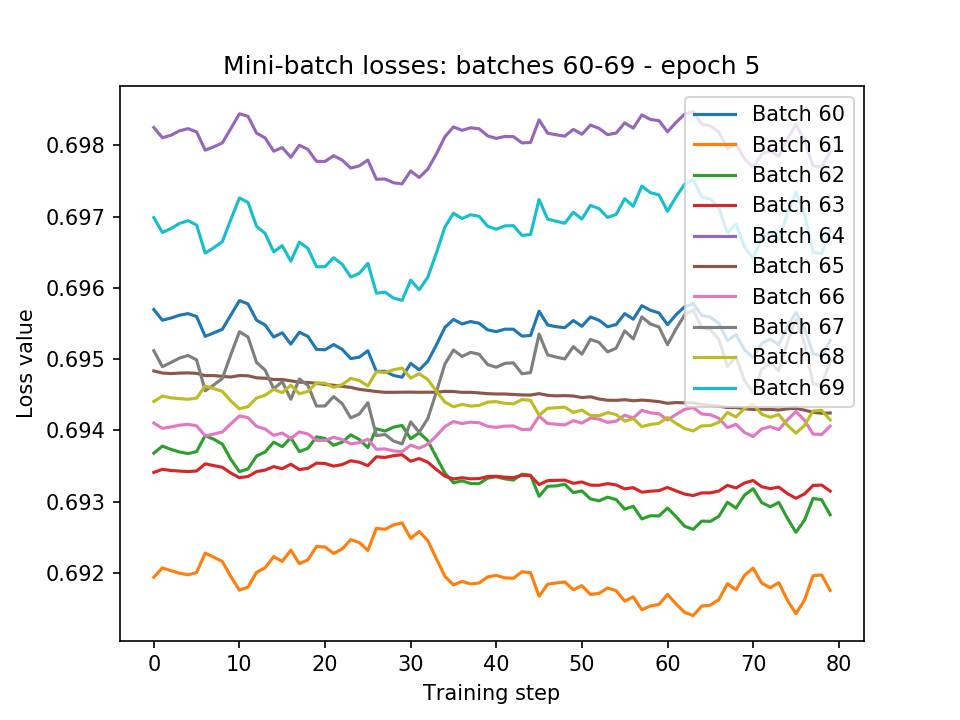 Mini-batch losses: batches 60-69 - epoch 5
Loss value
0.698
0.697
0.696
0.695
0.694
0.693
0.692
Batch 60
Batch 61
Batch 62
Batch 63
Batch 64
Batch 65
Batch 66
Batch 67
Batch 68
Batch 69
0 10 20 30 40 50 60 70 80
Training step